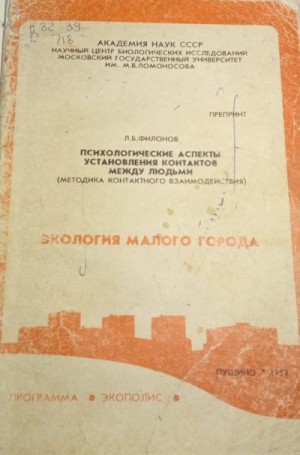 АКАДЕМИЯ НАУК СССР
НАУЧНЫЙ ЦЕНТР БИОЛОГИЧЕСКИХ ИССЛЕДОВАНИЙ
МОСКОВСКИЙ ГОСУДАРСТВЕННЫЙ УНИВЕРСИТЕТ
ИМ. М.В.ЛОМОНОСОВА
ПРЕПРИНТ
Л.Б.ФИЛОНОВ
ПСИХОЛОГИЧЕСКИЕ АСПЕКТЫ
УСТАНОВЛЕНИЯ КОНТАКТОВ
МЕЖДУ ЛЮДЬМИ
(МЕТОДИКА КОНТАКТНОГО ВЗАИМОДЕЙСТВИЯ)
ЭКОЛОГИЯ МАЛОГО ГОРОДА
ПУЩИНО
ПРОГРАММА • ЭКОПОЛИС •